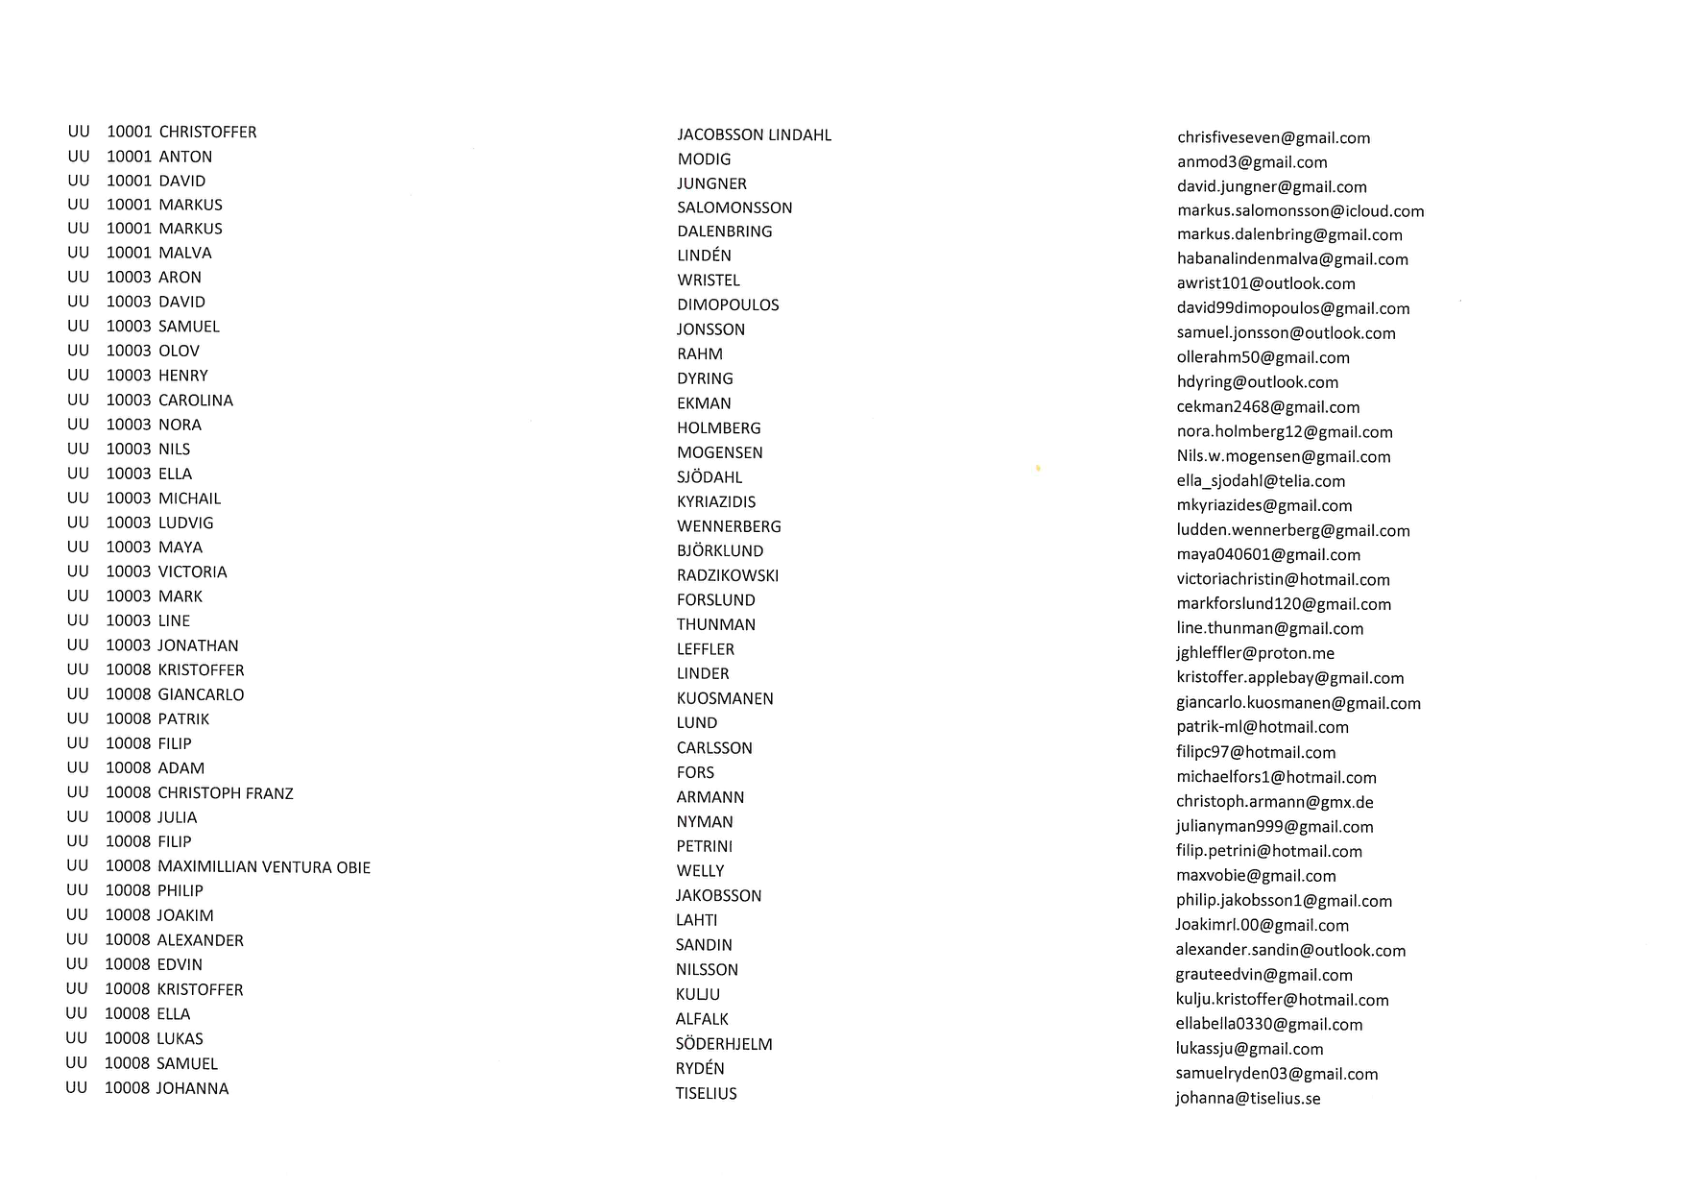 UU 10001 CHRISTOFFER JACOBSSON LINDAHL chrisfiveseven@gmail.com
UU 10001 ANTON MODIG anmod3@gmail.com
UU 10001 DAVID JUNGNER david.jungner@gmail.com
UU 10001 MARKUS SALOMONSSON markus.salomonsson@icloud.com
UU 10001 MARKUS DALENBRING markus.dalenbring@gmail.com
UU 10001 MALVA LINDÉN habanalindenmalva@gmail.com
UU 10003 ARON WRISTEL awrist101@outlook.com
UU 10003 DAVID DIMOPOULOS david99dimopoulos@gmail.com
UU 10003 SAMUEL JONSSON samuel.jonsson@outlook.com
UU 10003 OLOV RAHM ollerahm50@gmail.com
UU 10003 HENRY DYRING hdyring@outlook.com
UU 10003 CAROLINA EKMAN cekman2468@gmail.com
UU 10003 NORA HOLMBERG nora.holmberg12@gmail.com
UU 10003 NILS MOGENSEN Nils.w.mogensen@gmail.com
UU 10003 ELLA SJÖDAHL ella_sjodahl@telia.com
UU 10003 MICHAIL KYRIAZIDIS mkyriazides@gmail.com
UU 10003 LUDVIG WENNERBERG ludden.wennerberg@gmail.com
UU 10003 MAYA BJÖRKLUND maya040601@gmail.com
UU 10003 VICTORIA RADZIKOWSKI victoriachristin@hotmail.com
UU 10003 MARK FORSLUND markforslund120@gmail.com
UU 10003 LINE THUNMAN line.thunman@gmail.com
UU 10003 JONATHAN LEFFLER jghleffler@proton.me
UU 10008 KRISTOFFER LINDER kristoffer.applebay@gmail.com
UU 10008 GIANCARLO KUOSMANEN giancarlo.kuosmanen@gmail.com
UU 10008 PATRIK LUND patrik-ml@hotmail.com
UU 10008 FILIP CARLSSON filipc97@hotmail.com
UU 10008 ADAM FORS michaelfors1@hotmail.com
UU 10008 CHRISTOPH FRANZ ARMANN christoph.armann@gmx.de
UU 10008 JULIA NYMAN julianyman999@gmail.com
UU 10008 FILIP PETRINI filip.petrini@hotmail.com
UU 10008 MAXIMILLIAN VENTURA OBIE WELLY maxvobie@gmail.com
UU 10008 PHILIP JAKOBSSON philip.jakobsson1@gmail.com
UU 10008 JOAKIM LAHTI Joakimrl.00@gmail.com
UU 10008 ALEXANDER SANDIN alexander.sandin@outlook.com
UU 10008 EDVIN NILSSON grauteedvin@gmail.com
UU 10008 KRISTOFFER KULJU kulju.kristoffer@hotmail.com
UU 10008 ELLA ALFALK ellabella0330@gmail.com
UU 10008 LUKAS SÖDERHJELM lukassju@gmail.com
UU 10008 SAMUEL RYDÉN samuelryden03@gmail.com
UU 10008 JOHANNA TISELIUS johanna@tiselius.se